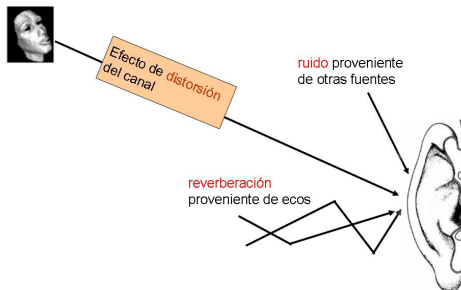 Efecto de distorsión
del canal
ruido proveniente
de otras fuentes
reverberación
proveniente de ecos